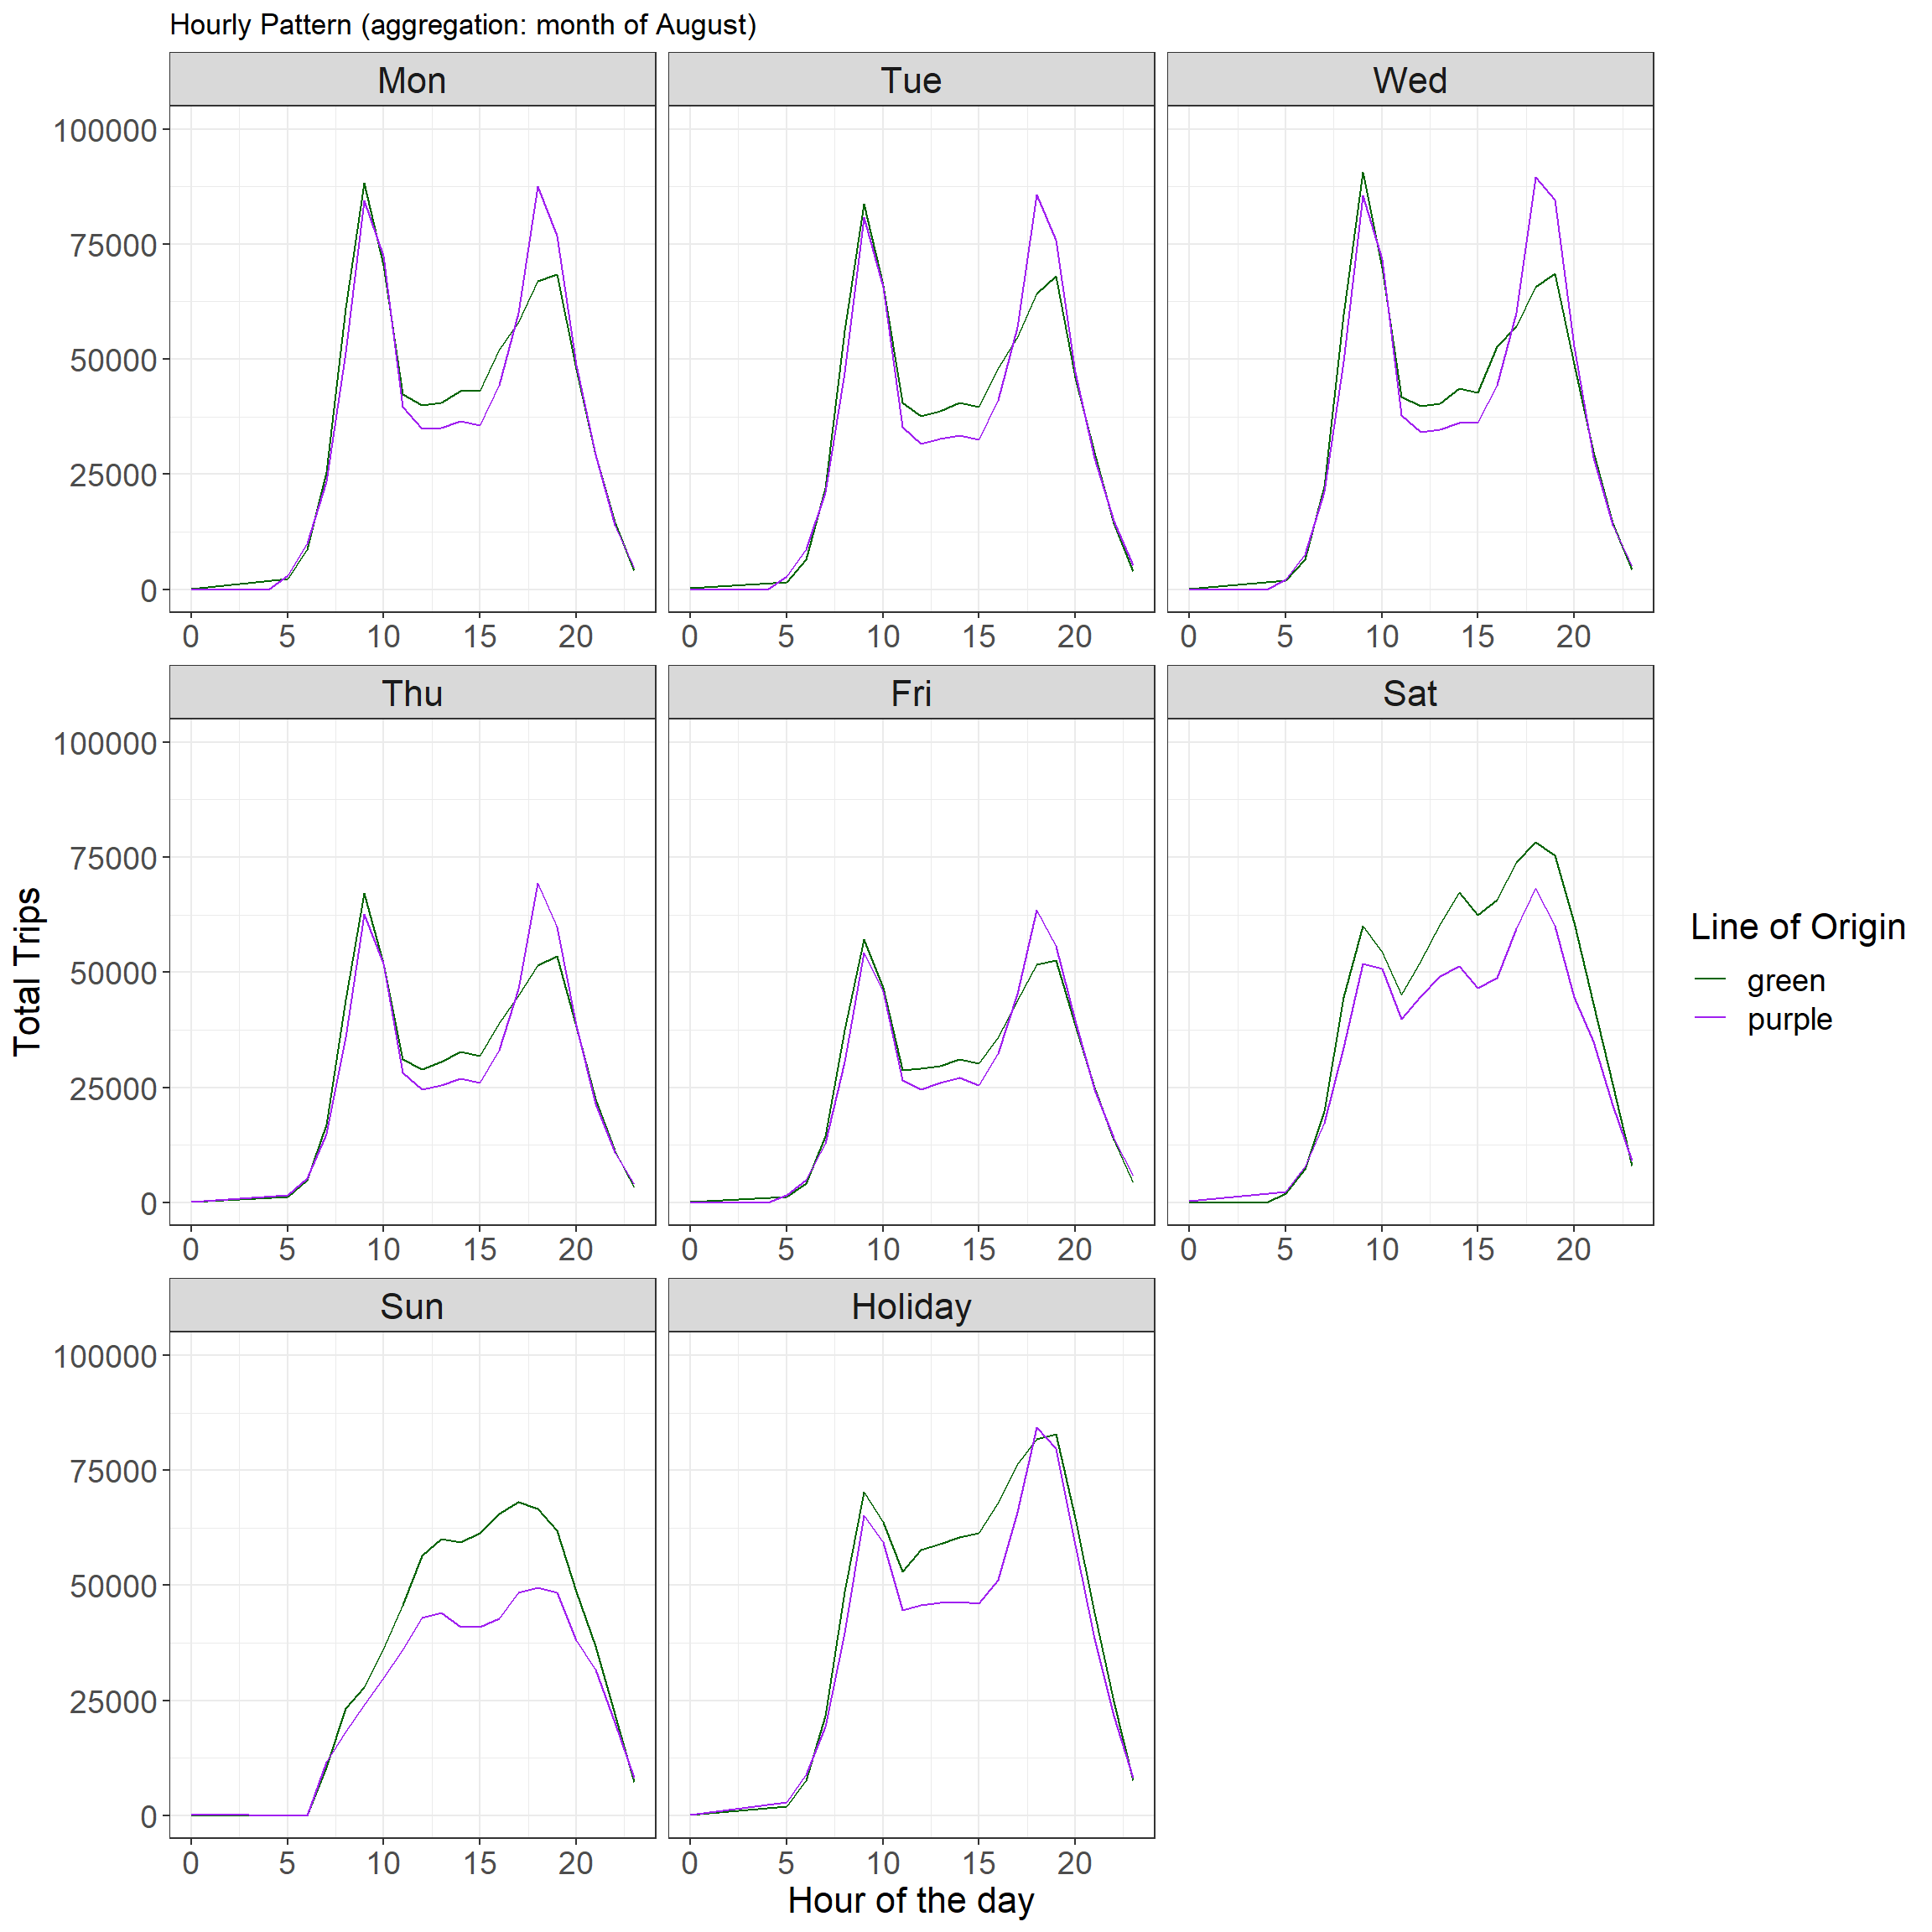 Hourly Pattern (aggregation: month of August)
Mon
Tue
Wed
100000
75000
50000
25000
0
0 5 10 15 20
0 5 10 15 20
0 5 10 15 20
Thu
Fri
Sat
100000
75000
50000
25000
0
0 5 10 15 20
0 5 10 15 20
0 5 10 15 20
Sun
Holiday
100000
75000
50000
25000
0
0 5 10 15 20
0 5 10 15 20
Hour of the day
Total Trips
Line of Origin
green
purple